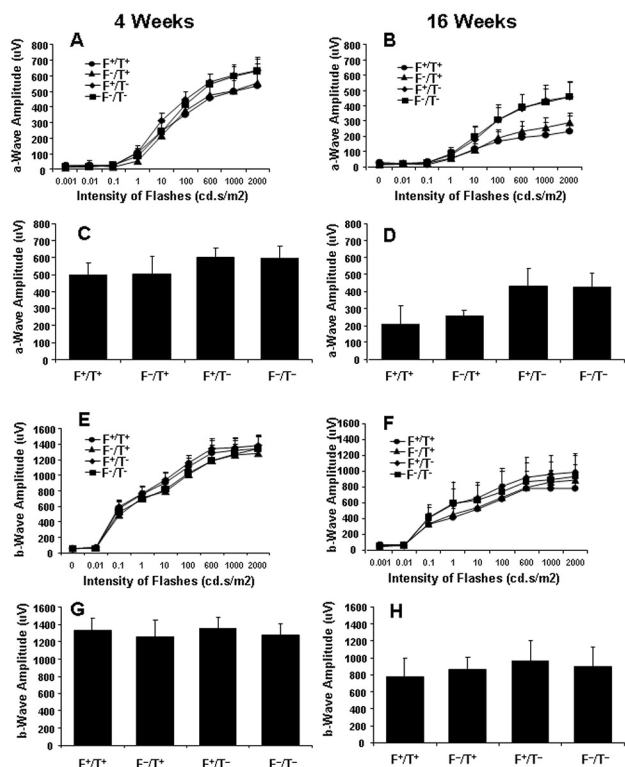 4 Weeks
16 Weeks
A
a-Wave Amplitude (uV)
800
700
600
500
400
300
200
100
0
F+/T+
F−/T+
F+/T-
F-/T-
0.001 0.01 0.1 1 10 100 600 1000 2000
Intensity of Flashes (cd.s/m2)
B
a-Wave Amplitude (uV)
800
700
600
500
400
300
200
100
0
F+/T+
F−/T+
F+/T-
F-/T-
0 0.01 0.1 1 10 100 600 1000 2000
Intensity of Flashes (cd.s/m2)
C
a-Wave Amplitude (uV)
800
700
600
500
400
300
200
100
0
F+/T+ F−/T+ F+/T− F−/T−
D
a-Wave Amplitude (uV)
800
700
600
500
400
300
200
100
0
F+/T+ F−/T+ F+/T− F−/T−
E
b-Wave Amplitude (uV)
1600
1400
1200
1000
800
600
400
200
0
F+/T+
F-/T+
F+/T-
F-/T-
0 0.01 0.1 1 10 100 600 1000 2000
Intensity of Flashes (cd.s/m2)
F
b-Wave Amplitude (uV)
1600
1400
1200
1000
800
600
400
200
0
F+/T+
F-/T+
F+/T-
F-/T-
0.001 0.01 0.1 1 10 100 600 1000 2000
Intensity of Flashes (cd.s/m2)
G
b-Wave Amplitude (uV)
1600
1400
1200
1000
800
600
400
200
0
F+/T+ F−/T+ F+/T− F−/T−
H
b-Wave Amplitude (uV)
1600
1400
1200
1000
800
600
400
200
0
F+/T+ F−/T+ F+/T− F−/T−